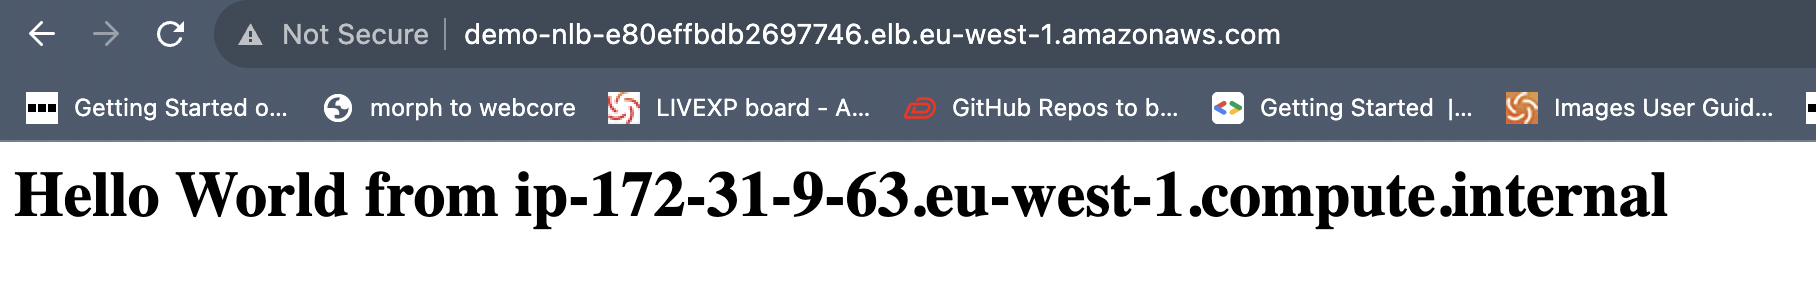 Not Secure demo-nlb-e80effbdb2697746.elb.eu-west-1.amazonaws.com
Getting Started o... morph to webcore LIVEXP board - A... GitHub Repos to b... Getting Started |... Images User Guid...
Hello World from ip-172-31-9-63.eu-west-1.compute.internal